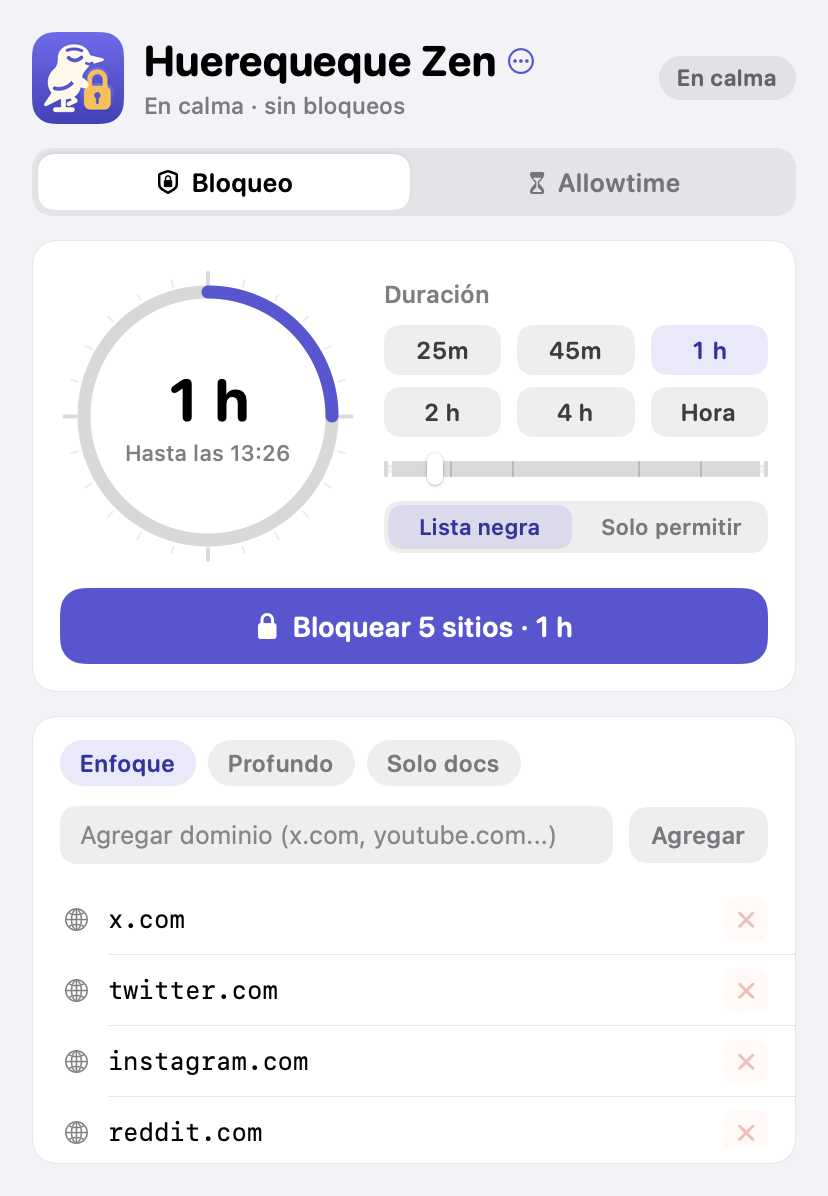 Huerequeque Zen
En calma · sin bloqueos
En calma
Bloqueo
Allowtime
1 h
Hasta las 13:26
Duración
25m
45m
1 h
2 h
4 h
Hora
Lista negra
Solo permitir
Bloquear 5 sitios · 1 h
Enfoque
Profundo
Solo docs
Agregar dominio (x.com, youtube.com...)
Agregar
x.com
twitter.com
instagram.com
reddit.com